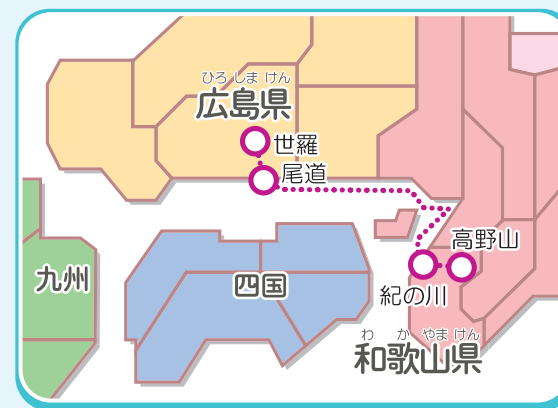 ひろ しま けん
広島県
世羅
尾道
高野山
九州
四国
紀の川
わ か やま けん
和歌山県